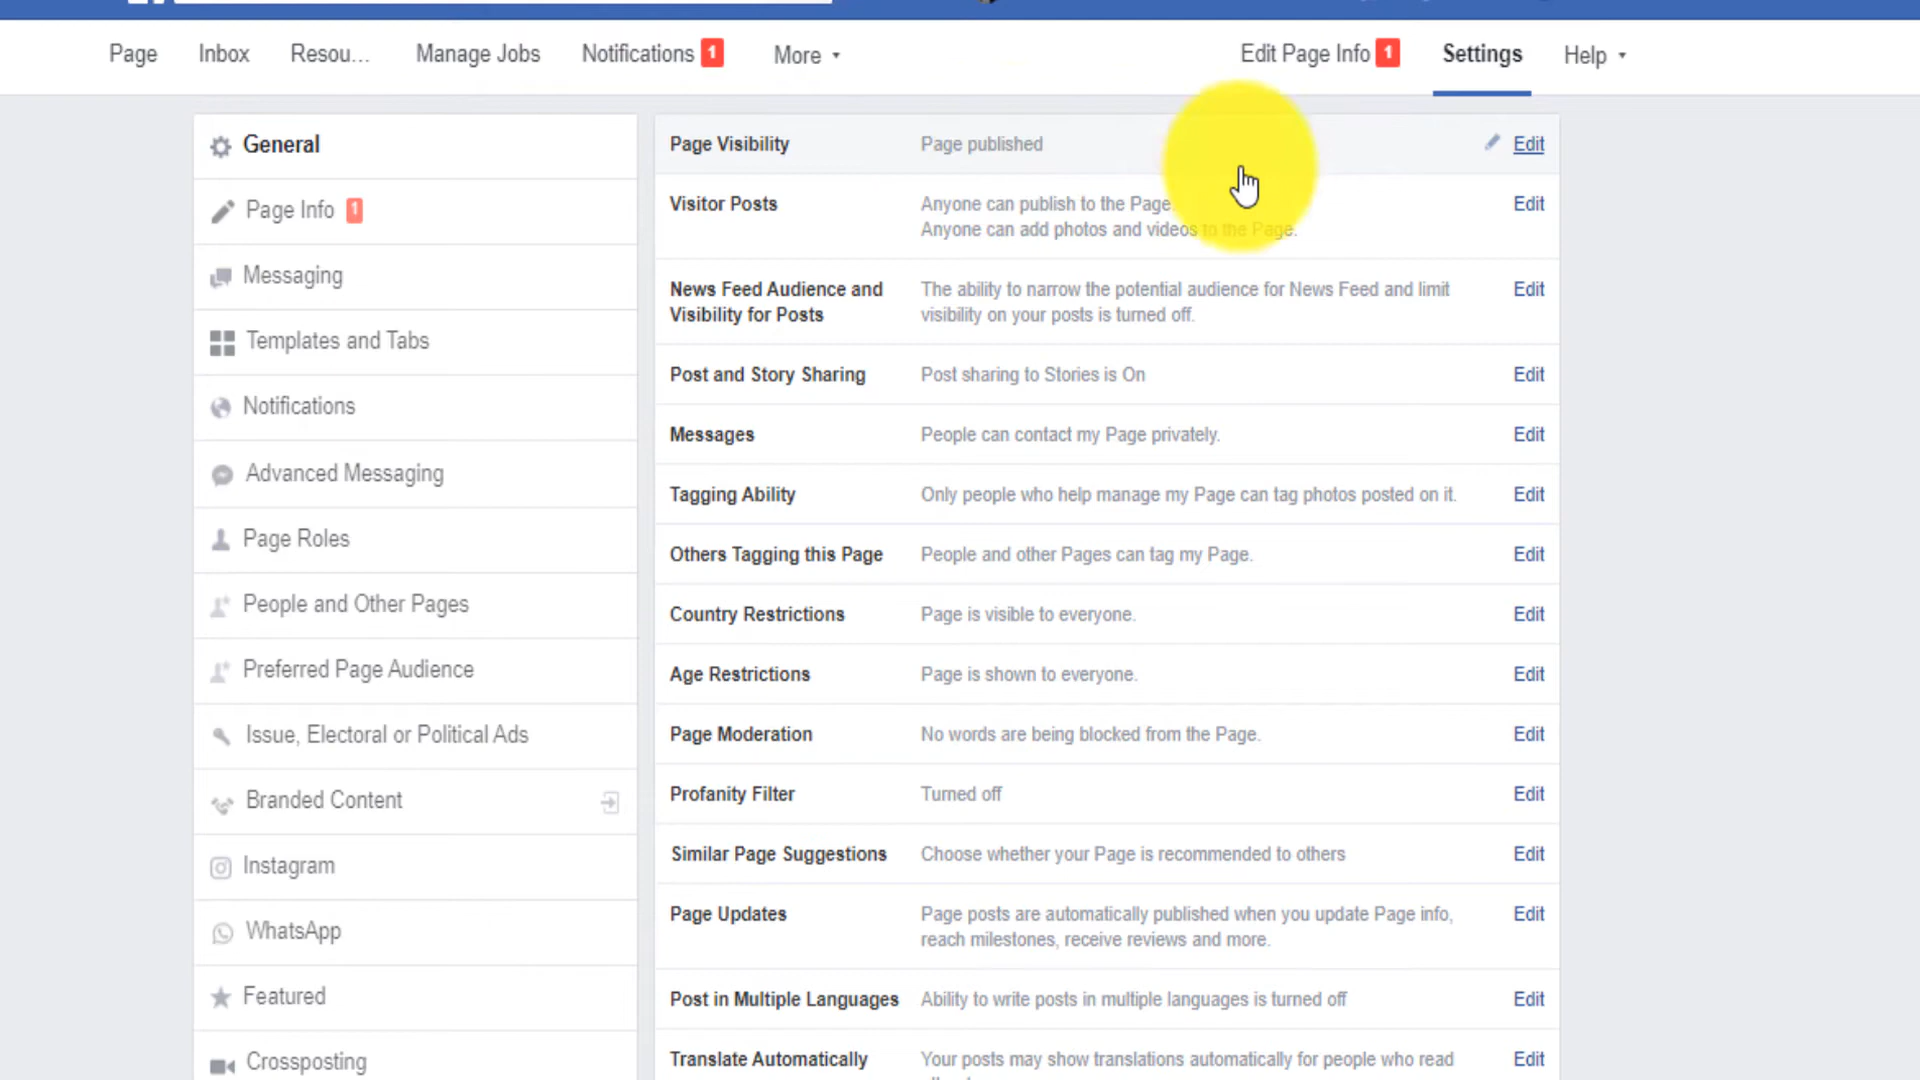 Page Inbox Resou... Manage Jobs Notifications 1 More Edit Page Info 1 Settings Help
General
Page Info 1
Messaging
Templates and Tabs
Notifications
Advanced Messaging
Page Roles
People and Other Pages
Preferred Page Audience
Issue, Electoral or Political Ads
Branded Content
Instagram
WhatsApp
Featured
Crossposting
Page Visibility Page published Edit
Visitor Posts Anyone can publish to the Page. Edit
Anyone can add photos and videos to the Page.
News Feed Audience and The ability to narrow the potential audience for News Feed and limit Edit
Visibility for Posts visibility on your posts is turned off.
Post and Story Sharing Post sharing to Stories is On Edit
Messages People can contact my Page privately. Edit
Tagging Ability Only people who help manage my Page can tag photos posted on it. Edit
Others Tagging this Page People and other Pages can tag my Page. Edit
Country Restrictions Page is visible to everyone. Edit
Age Restrictions Page is shown to everyone. Edit
Page Moderation No words are being blocked from the Page. Edit
Profanity Filter Turned off Edit
Similar Page Suggestions Choose whether your Page is recommended to others Edit
Page Updates Page posts are automatically published when you update Page info, Edit
reach milestones, receive reviews and more.
Post in Multiple Languages Ability to write posts in multiple languages is turned off Edit
Translate Automatically Your posts may show translations automatically for people who read Edit